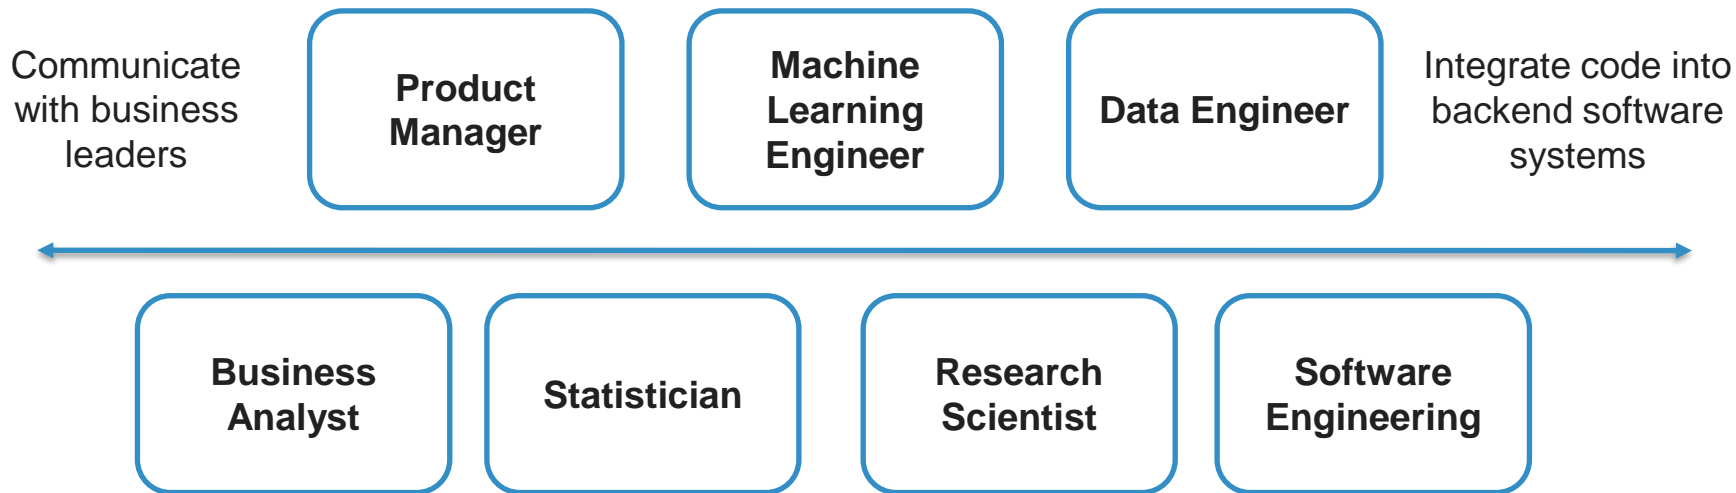 Communicate
with business
leaders
Product
Manager
Machine
Learning
Engineer
Data Engineer
Integrate code into
backend software
systems
Business
Analyst
Statistician
Research
Scientist
Software
Engineering